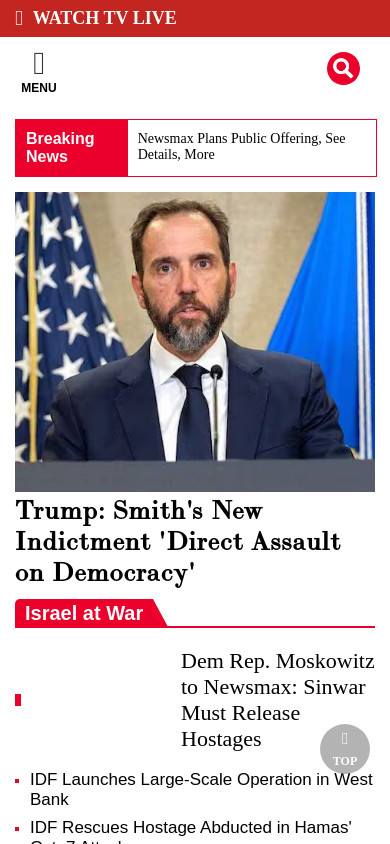 WATCH TV LIVE
MENU
Breaking
News
Newsmax Plans Public Offering, See
Details, More
Trump: Smith's New
Indictment 'Direct Assault
on Democracy'
Israel at War
Dem Rep. Moskowitz
to Newsmax: Sinwar
Must Release
Hostages
TOP
IDF Launches Large-Scale Operation in West
Bank
IDF Rescues Hostage Abducted in Hamas'